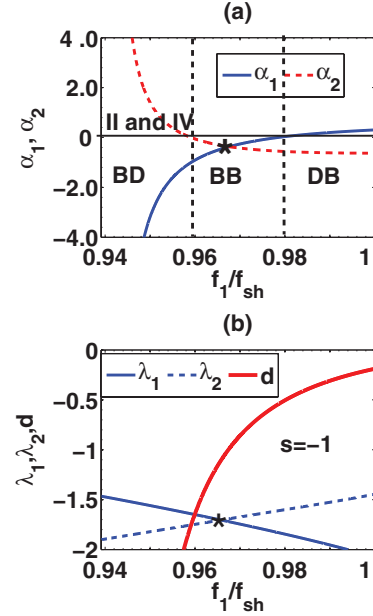 (a)
4.0
2.0
0
-2.0
-4.0
α1, α2
α1 α2
II and IV
BD BB DB
*
0.94 0.96 0.98 1
f1/fsh
(b)
0
−0.5
−1
−1.5
−2
λ1,λ2,d
λ1 λ2 d
s=−1
*
0.94 0.96 0.98 1
f1/fsh